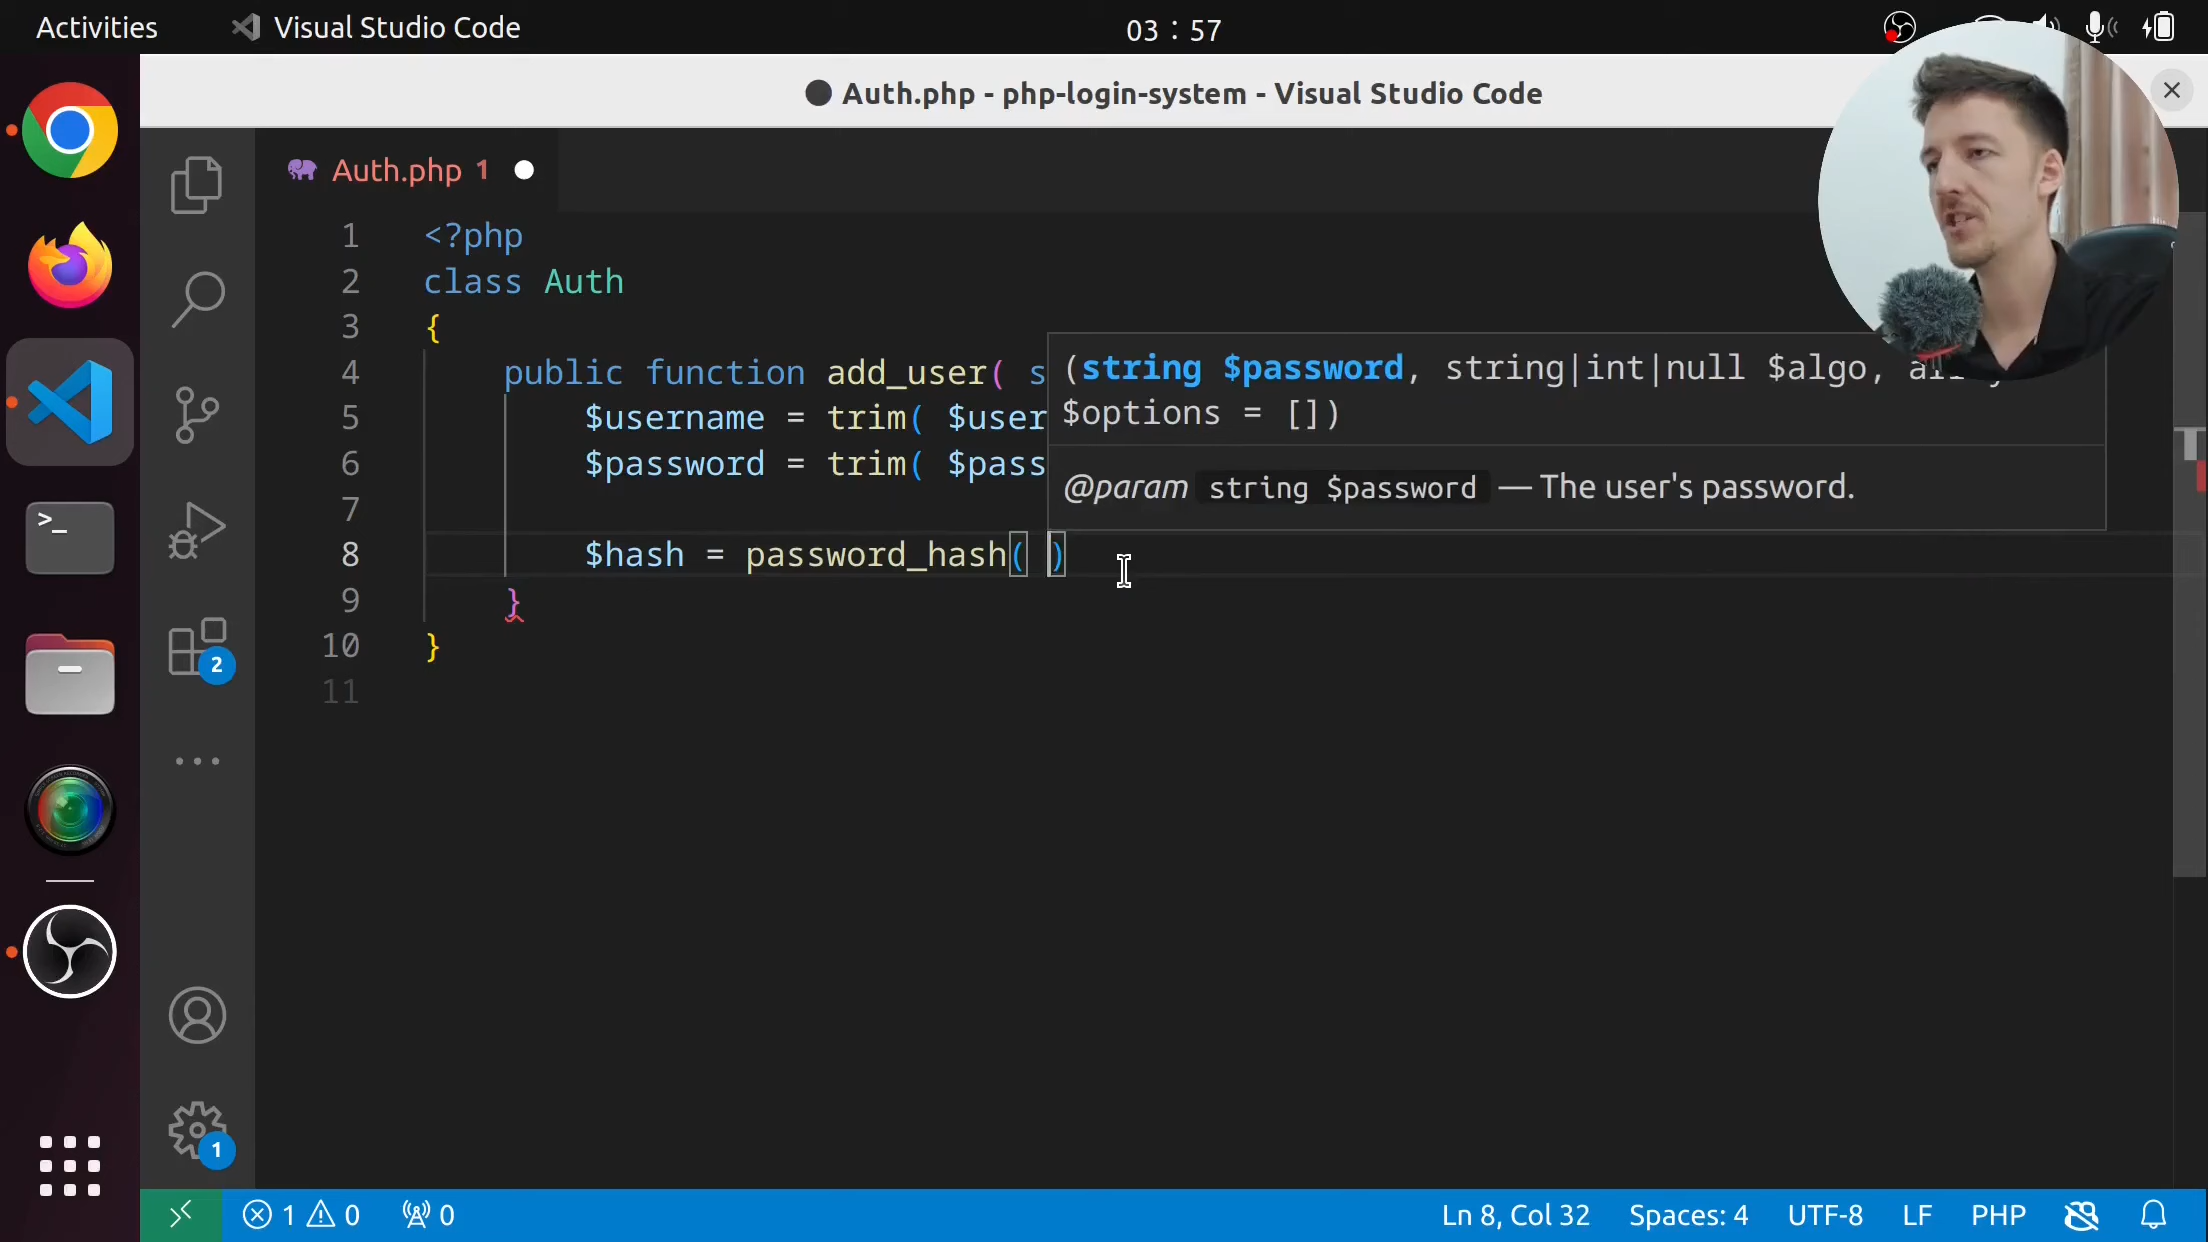 Activities
Visual Studio Code
03 : 57
Auth.php - php-login-system - Visual Studio Code
Auth.php 1
1 <?php
2 class Auth
3 {
4 public function add_user( s
5 $username = trim( $user
6 $password = trim( $pass
7
8 $hash = password_hash( )
9 }
10 }
11
(string $password, string|int|null $algo, array
$options = [])
@param string $password — The user's password.
>_
2
1
1 0 0
Ln 8, Col 32 Spaces: 4 UTF-8 LF PHP